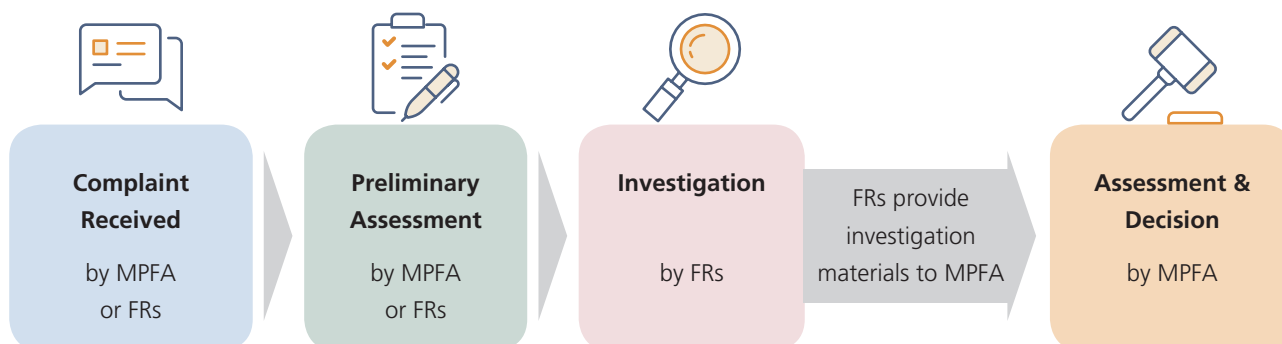 Complaint
Received
by MPFA
or FRs
Preliminary
Assessment
by MPFA
or FRs
Investigation
by FRs
FRs provide
investigation
materials to MPFA
Assessment &
Decision
by MPFA